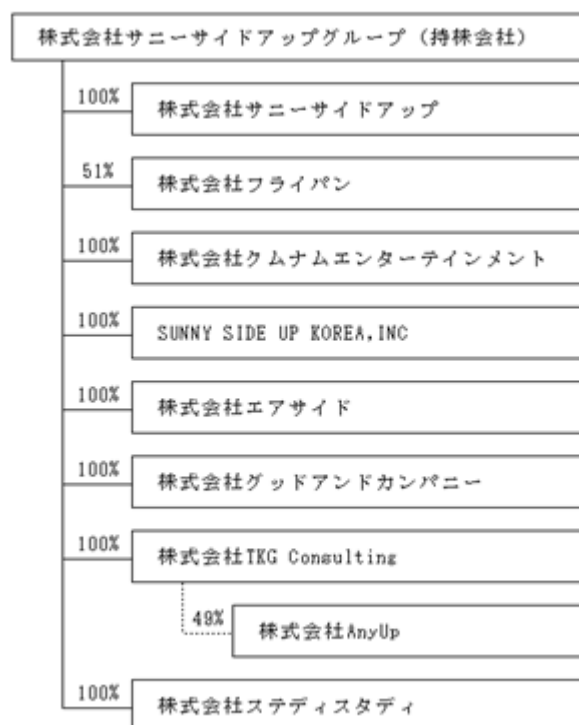 株式会社サニーサイドアップグループ（持株会社）
100%
株式会社サニーサイドアップ
51%
株式会社フライパン
100%
株式会社クムナムエンターテインメント
100%
SUNNY SIDE UP KOREA,INC
100%
株式会社エアサイド
100%
株式会社グッドアンドカンパニー
100%
株式会社TKG Consulting
49%
株式会社AnyUp
100%
株式会社ステディスタディ